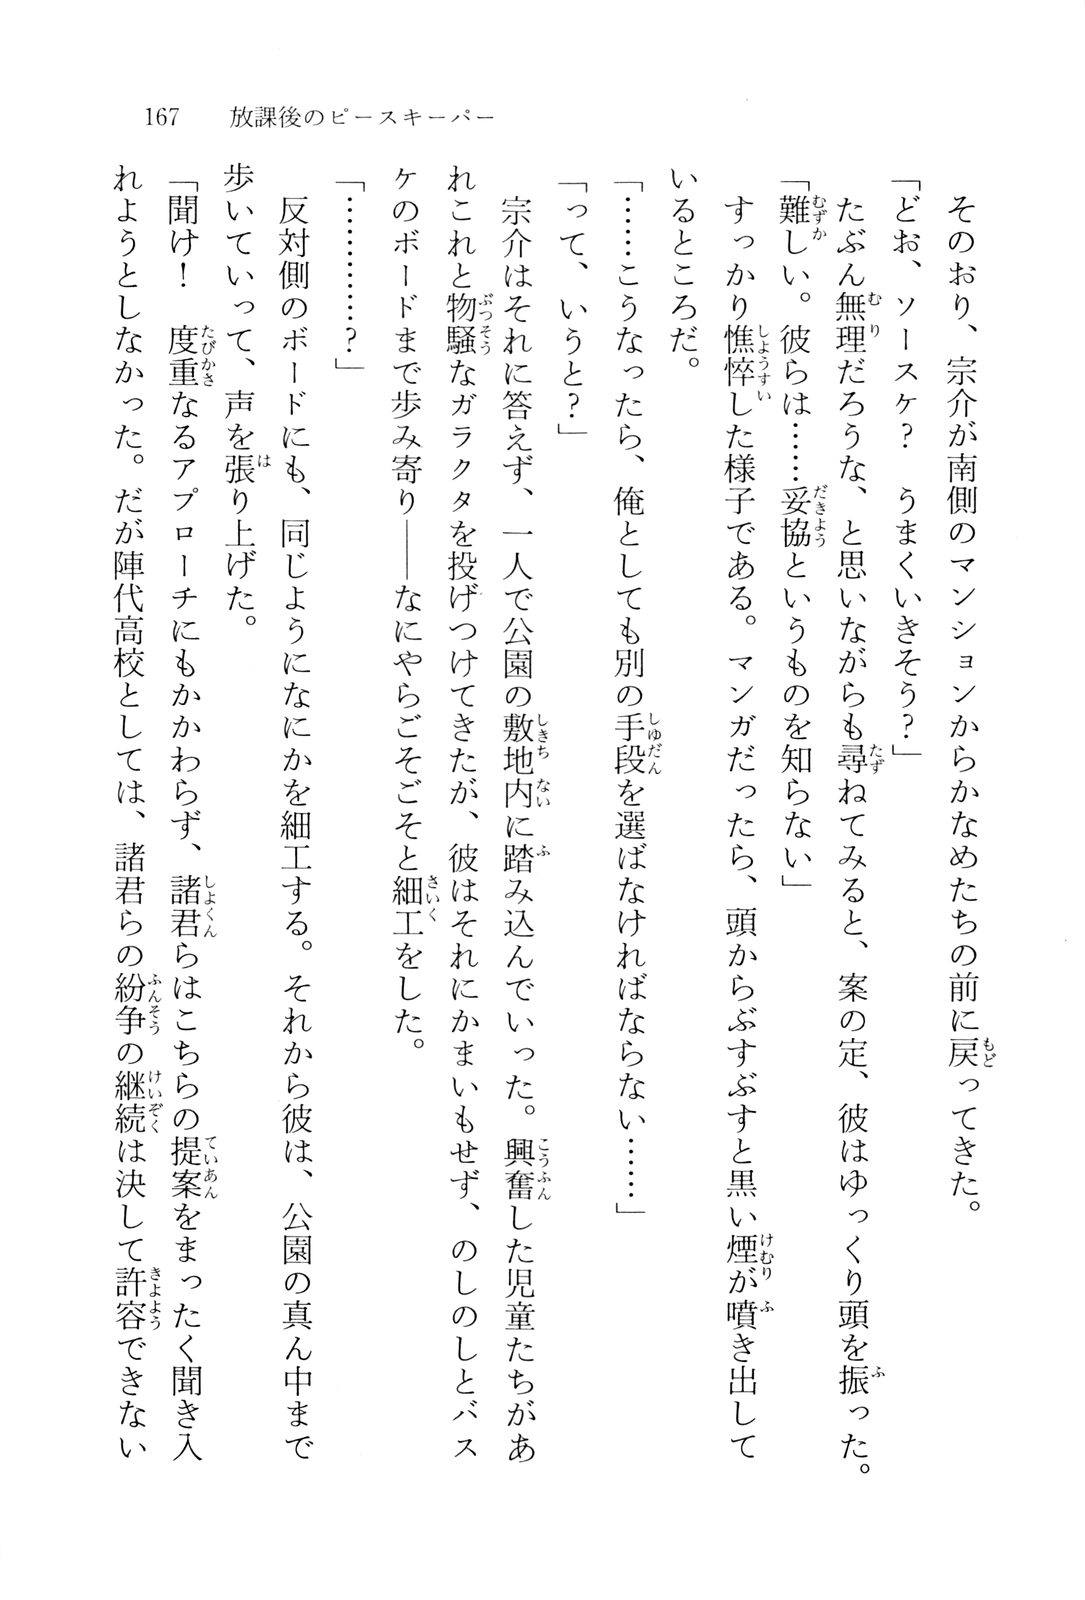 167　放課後のピースキーパー
　そのおり、宗介が南側のマンションからかなめたちの前に戻ってきた。
「どお、ソースケ？　うまくいきそう？」
　たぶん無理だろうな、と思いながらも尋ねてみると、案の定、彼はゆっくり頭を振った。
「難しい。彼らは……妥協というものを知らない」
　すっかり憔悴した様子である。マンガだったら、頭からぶすぶすと黒い煙が噴き出して
いるところだ。
「……こうなったら、俺としても別の手段を選ばなければならない……」
「って、いうと？」
　宗介はそれに答えず、一人で公園の敷地内に踏み込んでいった。興奮した児童たちがあ
れこれと物騒なガラクタを投げつけてきたが、彼はそれにかまいもせず、のしのしとバス
ケのボードまで歩み寄り――なにやらごそごそと細工をした。
「…………？」
　反対側のボードにも、同じようになにかを細工する。それから彼は、公園の真ん中まで
歩いていって、声を張り上げた。
「聞け！　度重なるアプローチにもかかわらず、諸君らはこちらの提案をまったく聞き入
れようとしなかった。だが陣代高校としては、諸君らの紛争の継続は決して許容できない